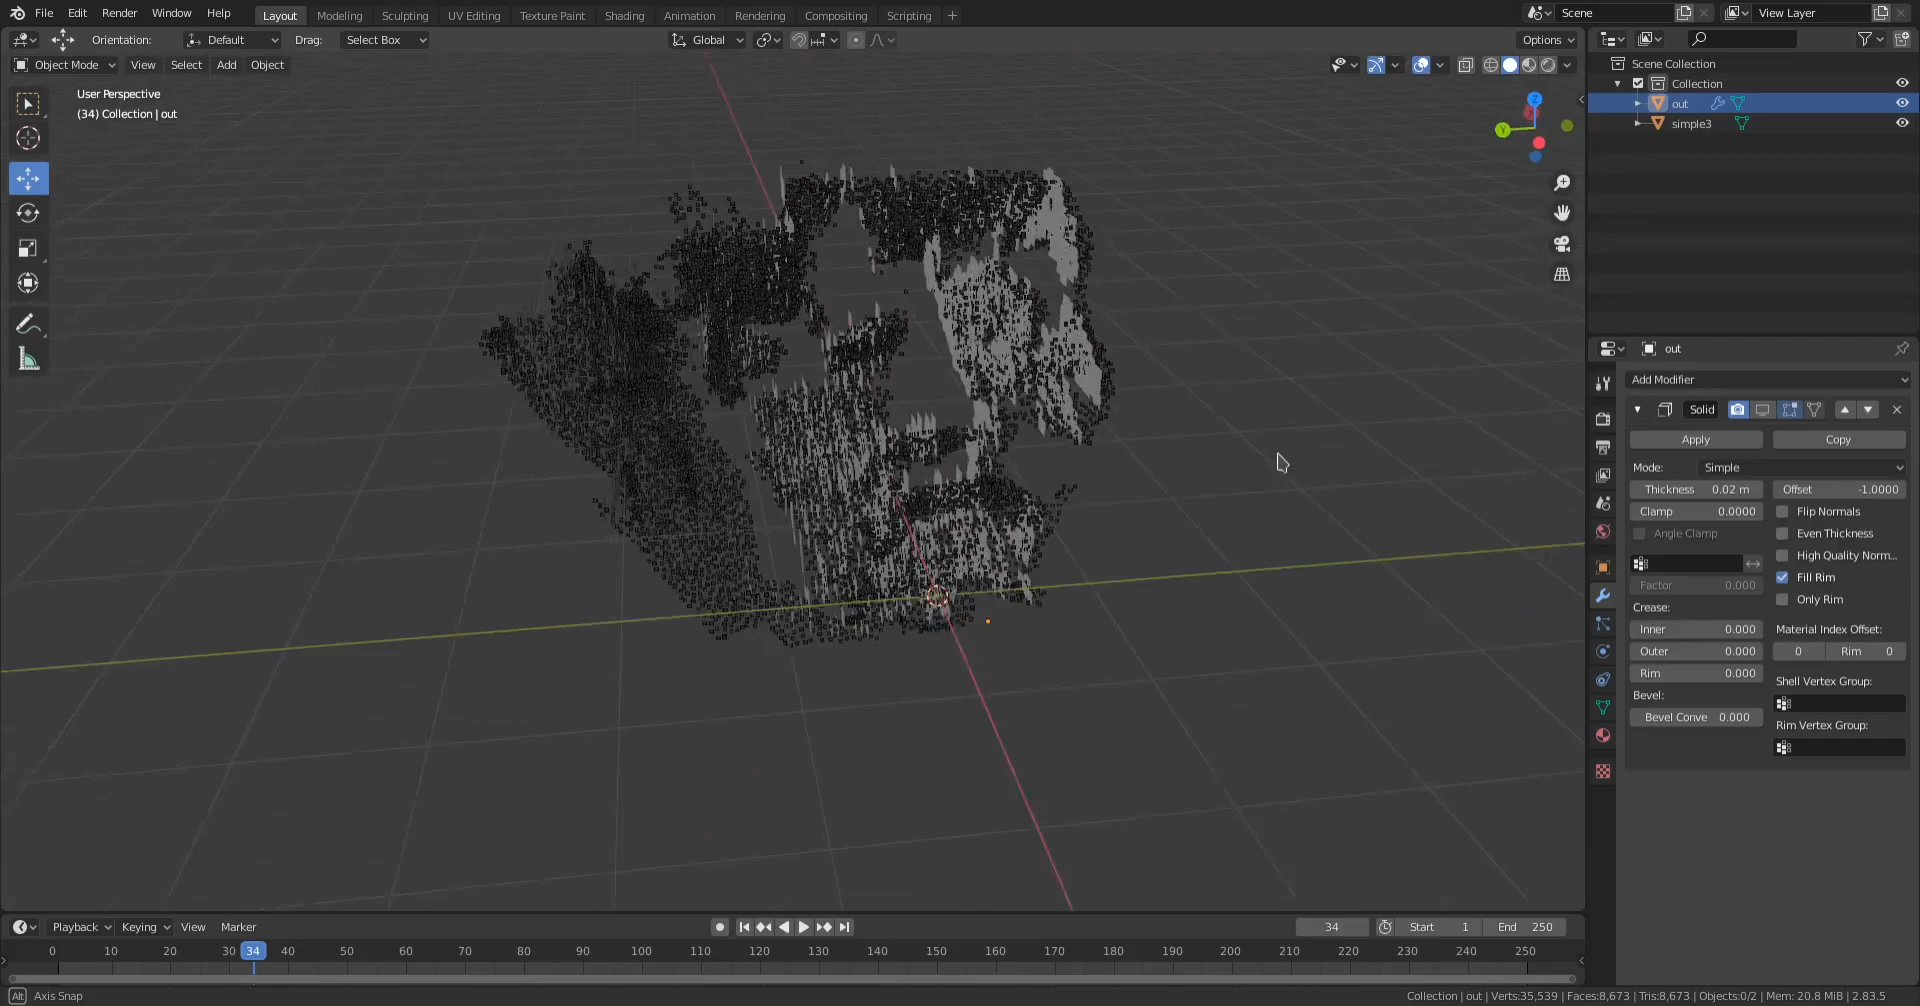 File Edit Render Window Help Layout Modeling Sculpting UV Editing Texture Paint Shading Animation Rendering Compositing Scripting + Scene View Layer
Orientation: Default Drag: Select Box Global Options
Object Mode View Select Add Object
User Perspective
(34) Collection | out
Z
Y
Scene Collection
Collection
out
simple3
out
Add Modifier
Solid
Apply Copy
Mode: Simple
Thickness 0.02 m Offset -1.0000
Clamp 0.0000 Flip Normals
Angle Clamp Even Thickness
High Quality Norm...
Factor 0.000 Fill Rim
Crease: Only Rim
Inner 0.000 Material Index Offset:
Outer 0.000 0 Rim 0
Rim 0.000 Shell Vertex Group:
Bevel:
Bevel Conve 0.000 Rim Vertex Group:
Playback Keying View Marker 34 Start 1 End 250
0 10 20 30 34 40 50 60 70 80 90 100 110 120 130 140 150 160 170 180 190 200 210 220 230 240 250
Alt Axis Snap Collection | out | Verts:35,539 | Faces:8,673 | Tris:8,673 | Objects:0/2 | Mem: 20.8 MiB | 2.83.5